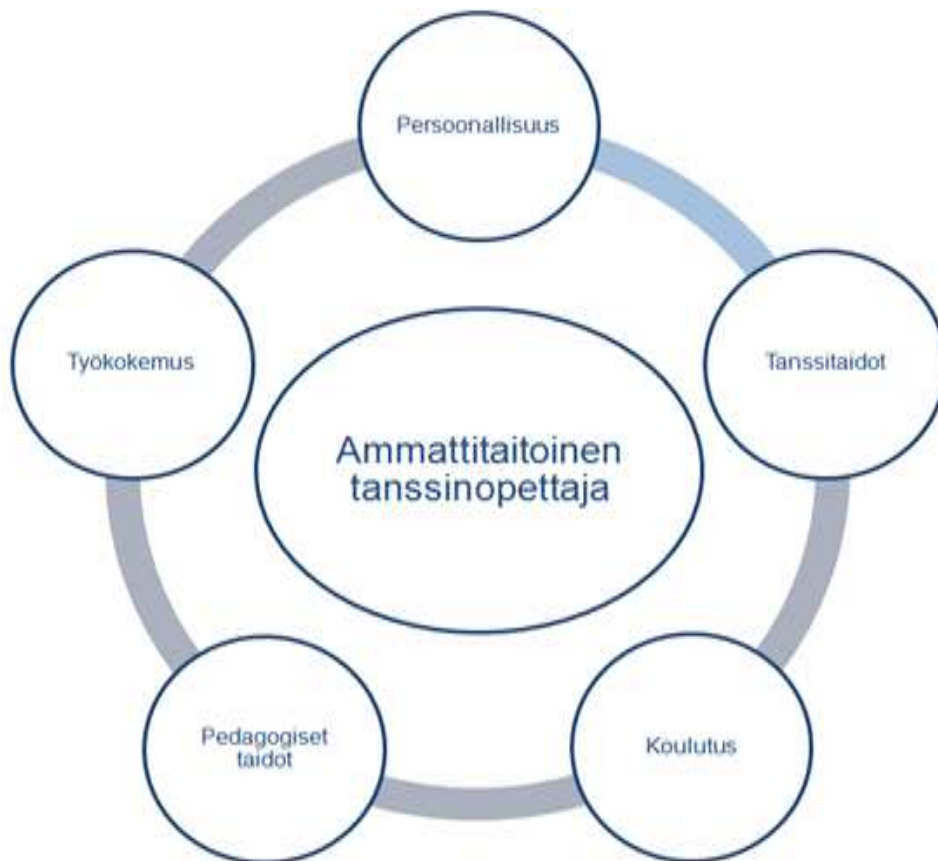 Persoonallisuus
Työkokemus
Tanssitaidot
Ammattitaitoinen
tanssinopettaja
Pedagogiset
taidot
Koulutus